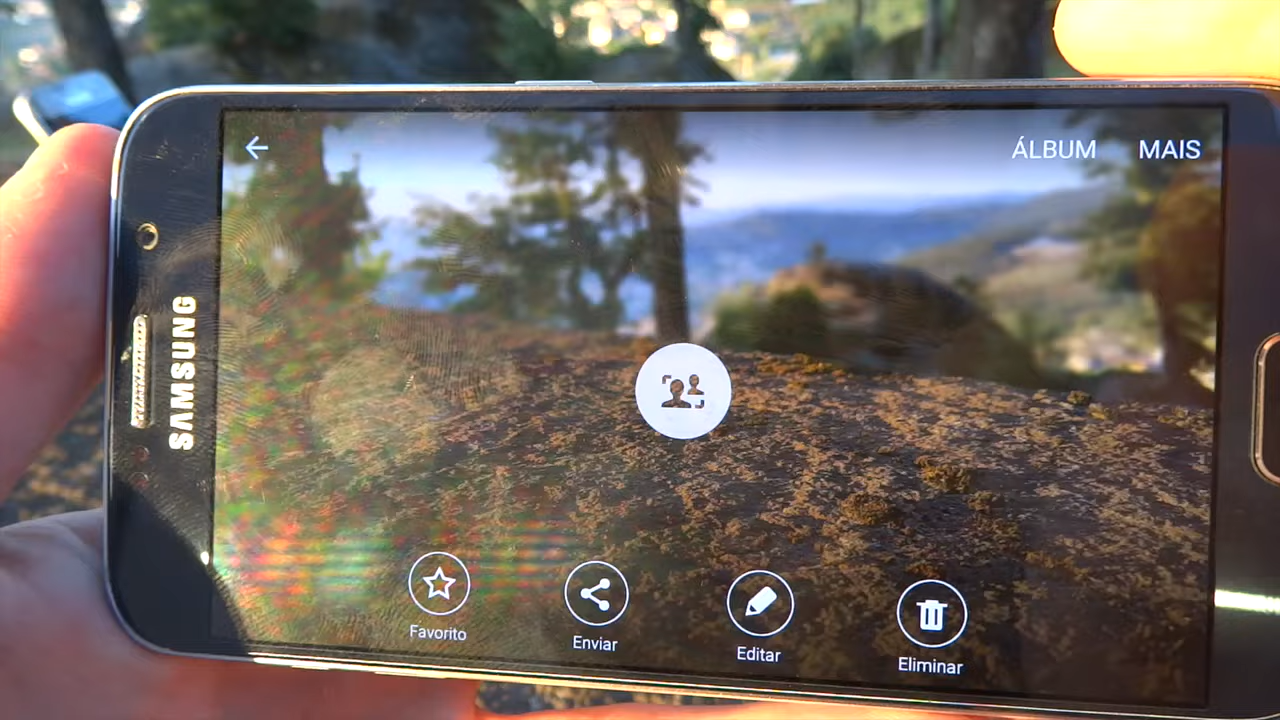 ÁLBUM MAIS
SAMSUNG
Favorito
Enviar
Editar
Eliminar